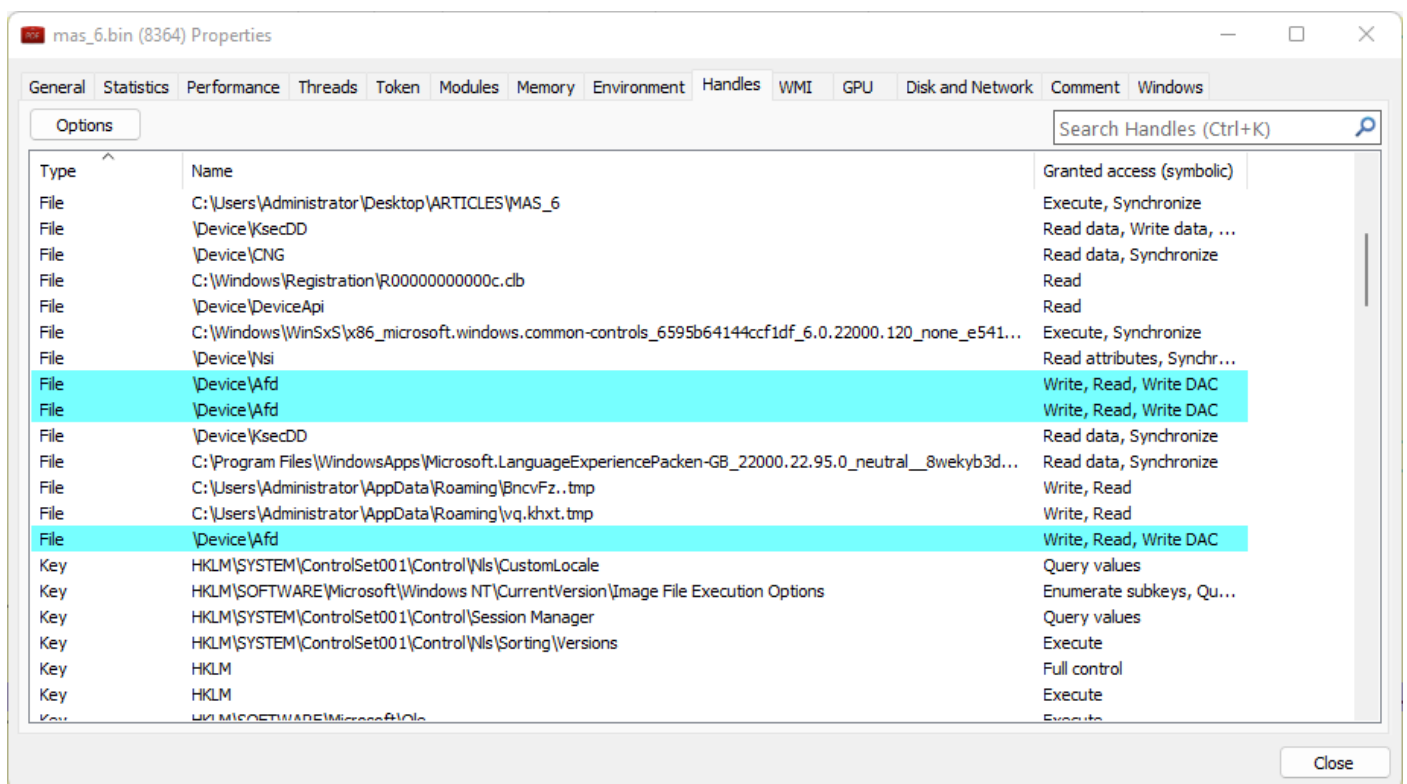 PDF mas_6.bin (8364) Properties
General Statistics Performance Threads Token Modules Memory Environment Handles WMI GPU Disk and Network Comment Windows
Options Search Handles (Ctrl+K)
Type Name Granted access (symbolic)
File C:\Users\Administrator\Desktop\ARTICLES\MAS_6 Execute, Synchronize
File \Device\KsecDD Read data, Write data, ...
File \Device\CNG Read data, Synchronize
File C:\Windows\Registration\R00000000000c.clb Read
File \Device\DeviceApi Read
File C:\Windows\WinSxS\x86_microsoft.windows.common-controls_6595b64144ccf1df_6.0.22000.120_none_e541... Execute, Synchronize
File \Device\Nsi Read attributes, Synchr...
File \Device\Afd Write, Read, Write DAC
File \Device\Afd Write, Read, Write DAC
File \Device\KsecDD Read data, Synchronize
File C:\Program Files\WindowsApps\Microsoft.LanguageExperiencePacken-GB_22000.22.95.0_neutral__8wekyb3d... Read data, Synchronize
File C:\Users\Administrator\AppData\Roaming\BncvFz..tmp Write, Read
File C:\Users\Administrator\AppData\Roaming\vq.khxt.tmp Write, Read
File \Device\Afd Write, Read, Write DAC
Key HKLM\SYSTEM\ControlSet001\Control\Nls\CustomLocale Query values
Key HKLM\SOFTWARE\Microsoft\Windows NT\CurrentVersion\Image File Execution Options Enumerate subkeys, Qu...
Key HKLM\SYSTEM\ControlSet001\Control\Session Manager Query values
Key HKLM\SYSTEM\ControlSet001\Control\Nls\Sorting\Versions Execute
Key HKLM Full control
Key HKLM Execute
Key HKLM\SOFTWARE\Microsoft\Ole Execute
Close